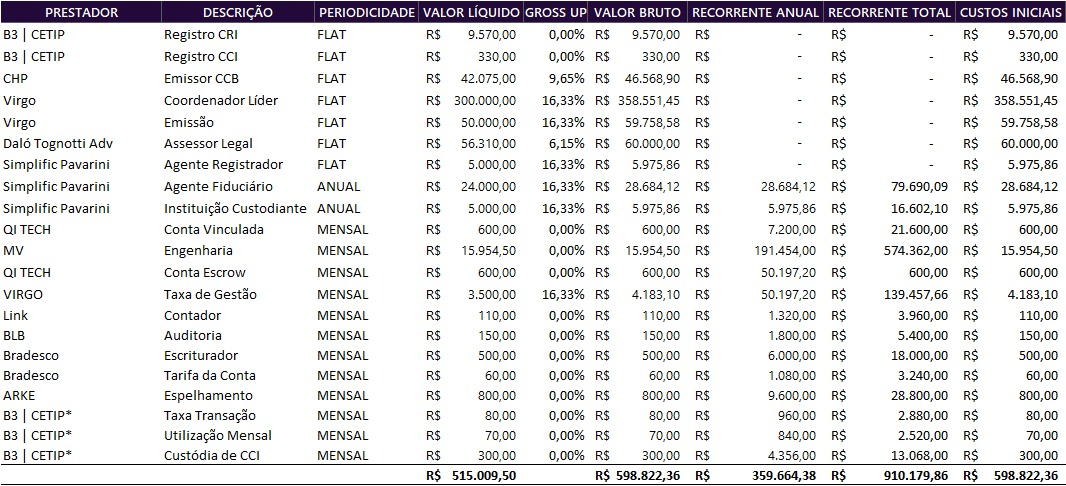 PRESTADOR DESCRIÇÃO PERIODICIDADE VALOR LÍQUIDO GROSS UP VALOR BRUTO RECORRENTE ANUAL RECORRENTE TOTAL CUSTOS INICIAIS
B3 | CETIP Registro CRI FLAT R$ 9.570,00 0,00% R$ 9.570,00 R$ - R$ - R$ 9.570,00
B3 | CETIP Registro CCI FLAT R$ 330,00 0,00% R$ 330,00 R$ - R$ - R$ 330,00
CHP Emissor CCB FLAT R$ 42.075,00 9,65% R$ 46.568,90 R$ - R$ - R$ 46.568,90
Virgo Coordenador Líder FLAT R$ 300.000,00 16,33% R$ 358.551,45 R$ - R$ - R$ 358.551,45
Virgo Emissão FLAT R$ 50.000,00 16,33% R$ 59.758,58 R$ - R$ - R$ 59.758,58
Daló Tognotti Adv Assessor Legal FLAT R$ 56.310,00 6,15% R$ 60.000,00 R$ - R$ - R$ 60.000,00
Simplific Pavarini Agente Registrador FLAT R$ 5.000,00 16,33% R$ 5.975,86 R$ - R$ - R$ 5.975,86
Simplific Pavarini Agente Fiduciário ANUAL R$ 24.000,00 16,33% R$ 28.684,12 R$ 28.684,12 R$ 79.690,09 R$ 28.684,12
Simplific Pavarini Instituição Custodiante ANUAL R$ 5.000,00 16,33% R$ 5.975,86 R$ 5.975,86 R$ 16.602,10 R$ 5.975,86
QI TECH Conta Vinculada MENSAL R$ 600,00 0,00% R$ 600,00 R$ 7.200,00 R$ 21.600,00 R$ 600,00
MV Engenharia MENSAL R$ 15.954,50 0,00% R$ 15.954,50 R$ 191.454,00 R$ 574.362,00 R$ 15.954,50
QI TECH Conta Escrow MENSAL R$ 600,00 0,00% R$ 600,00 R$ 50.197,20 R$ 600,00 R$ 600,00
VIRGO Taxa de Gestão MENSAL R$ 3.500,00 16,33% R$ 4.183,10 R$ 50.197,20 R$ 139.457,66 R$ 4.183,10
Link Contador MENSAL R$ 110,00 0,00% R$ 110,00 R$ 1.320,00 R$ 3.960,00 R$ 110,00
BLB Auditoria MENSAL R$ 150,00 0,00% R$ 150,00 R$ 1.800,00 R$ 5.400,00 R$ 150,00
Bradesco Escriturador MENSAL R$ 500,00 0,00% R$ 500,00 R$ 6.000,00 R$ 18.000,00 R$ 500,00
Bradesco Tarifa da Conta MENSAL R$ 60,00 0,00% R$ 60,00 R$ 1.080,00 R$ 3.240,00 R$ 60,00
ARKE Espelhamento MENSAL R$ 800,00 0,00% R$ 800,00 R$ 9.600,00 R$ 28.800,00 R$ 800,00
B3 | CETIP* Taxa Transação MENSAL R$ 80,00 0,00% R$ 80,00 R$ 960,00 R$ 2.880,00 R$ 80,00
B3 | CETIP* Utilização Mensal MENSAL R$ 70,00 0,00% R$ 70,00 R$ 840,00 R$ 2.520,00 R$ 70,00
B3 | CETIP* Custódia de CCI MENSAL R$ 300,00 0,00% R$ 300,00 R$ 4.356,00 R$ 13.068,00 R$ 300,00
R$ 515.009,50 R$ 598.822,36 R$ 359.664,38 R$ 910.179,86 R$ 598.822,36